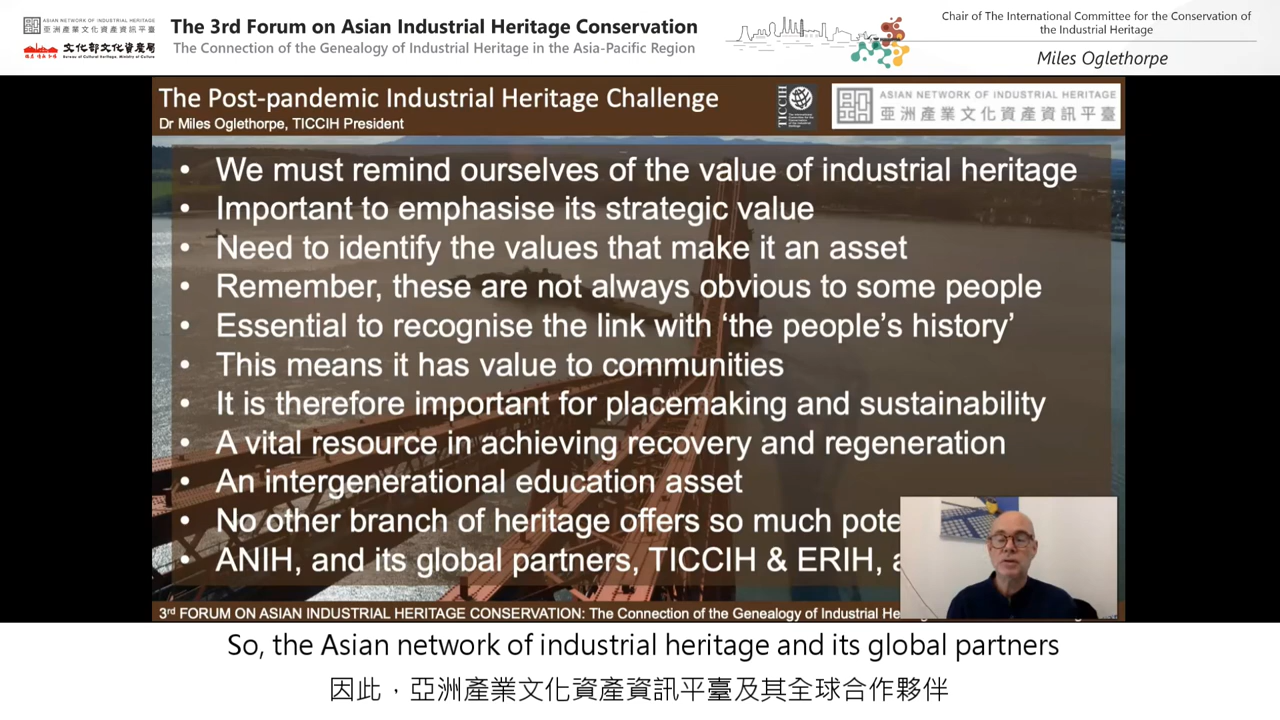 ASIAN NETWORK OF INDUSTRIAL HERITAGE
亞洲產業文化資產資訊平臺
文化部文化資產局
Bureau of Cultural Heritage, Ministry of Culture
The 3rd Forum on Asian Industrial Heritage Conservation
The Connection of the Genealogy of Industrial Heritage in the Asia-Pacific Region
Chair of The International Committee for the Conservation of
the Industrial Heritage
Miles Oglethorpe
The Post-pandemic Industrial Heritage Challenge
Dr Miles Oglethorpe, TICCIH President
TICCIH
ASIAN NETWORK OF INDUSTRIAL HERITAGE
亞洲產業文化資產資訊平臺
• We must remind ourselves of the value of industrial heritage
• Important to emphasise its strategic value
• Need to identify the values that make it an asset
• Remember, these are not always obvious to some people
• Essential to recognise the link with ‘the people’s history’
• This means it has value to communities
• It is therefore important for placemaking and sustainability
• A vital resource in achieving recovery and regeneration
• An intergenerational education asset
• No other branch of heritage offers so much pote
• ANIH, and its global partners, TICCIH & ERIH,
3rd FORUM ON ASIAN INDUSTRIAL HERITAGE CONSERVATION: The Connection of the Genealogy of Industrial He
So, the Asian network of industrial heritage and its global partners
因此，亞洲產業文化資產資訊平臺及其全球合作夥伴